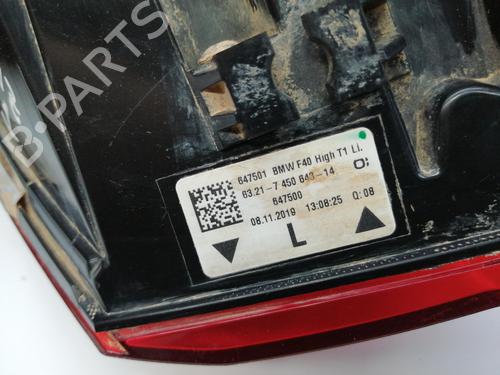 B-PARTS
647501 BMW F40 High T1 Li.
63.21-7 450 643-14
647500
08.11.2019 13:08:25 Q:08
L